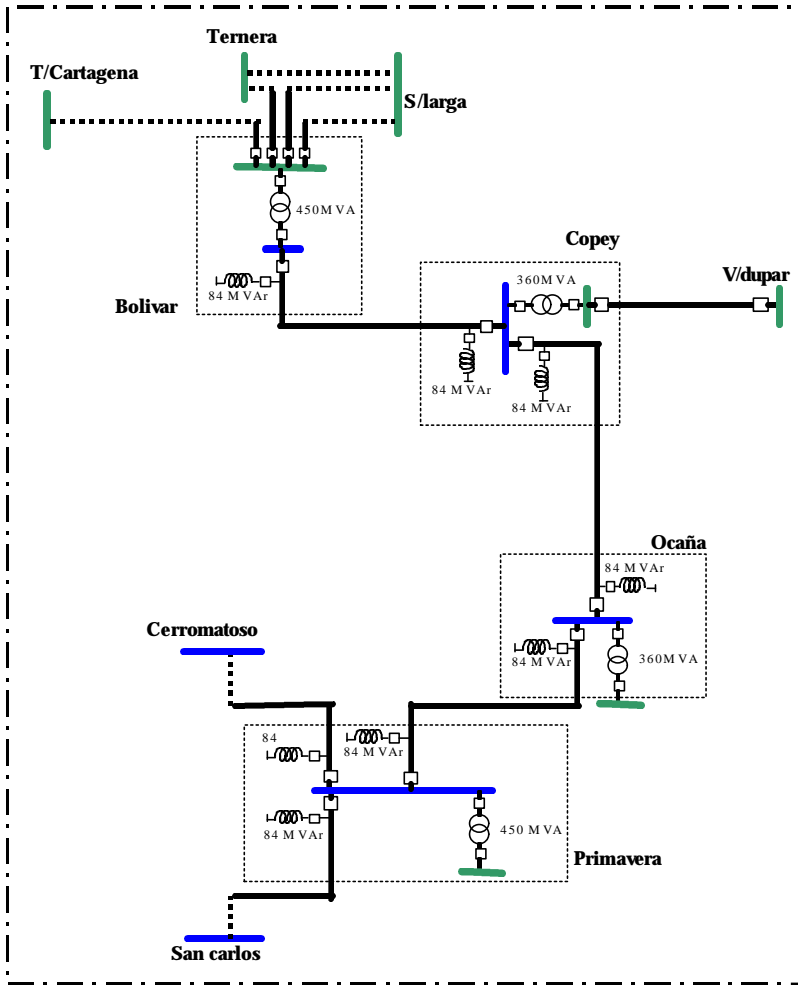 Ternera
T/Cartagena
S/larga
450MVA
Copey
360MVA
V/dupar
84 MVAr
Bolivar
84 MVAr
84 MVAr
Ocaña
84 MVAr
Cerromatoso
84 MVAr
360MVA
84
84 MVAr
84 MVAr
450 MVA
Primavera
San carlos